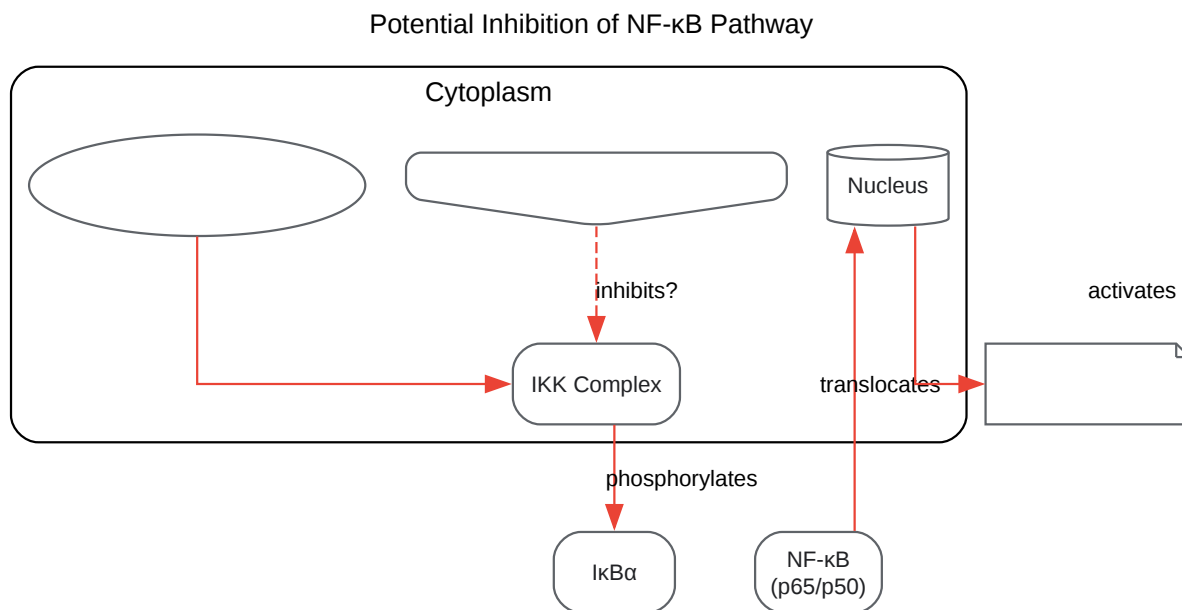 Potential Inhibition of NF-κB Pathway
Cytoplasm
Nucleus
inhibits?
activates
IKK Complex
translocates
phosphorylates
IκBα
NF-κB
(p65/p50)